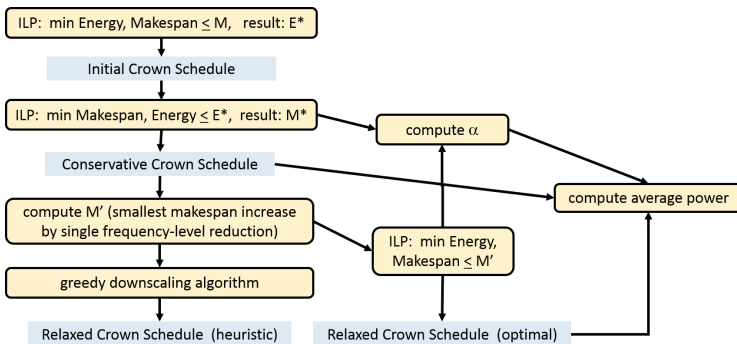 ILP: min Energy, Makespan ≤ M, result: E*
Initial Crown Schedule
ILP: min Makespan, Energy ≤ E*, result: M*
compute α
Conservative Crown Schedule
compute average power
compute M’ (smallest makespan increase
by single frequency-level reduction)
ILP: min Energy,
Makespan ≤ M’
greedy downscaling algorithm
Relaxed Crown Schedule (heuristic)
Relaxed Crown Schedule (optimal)